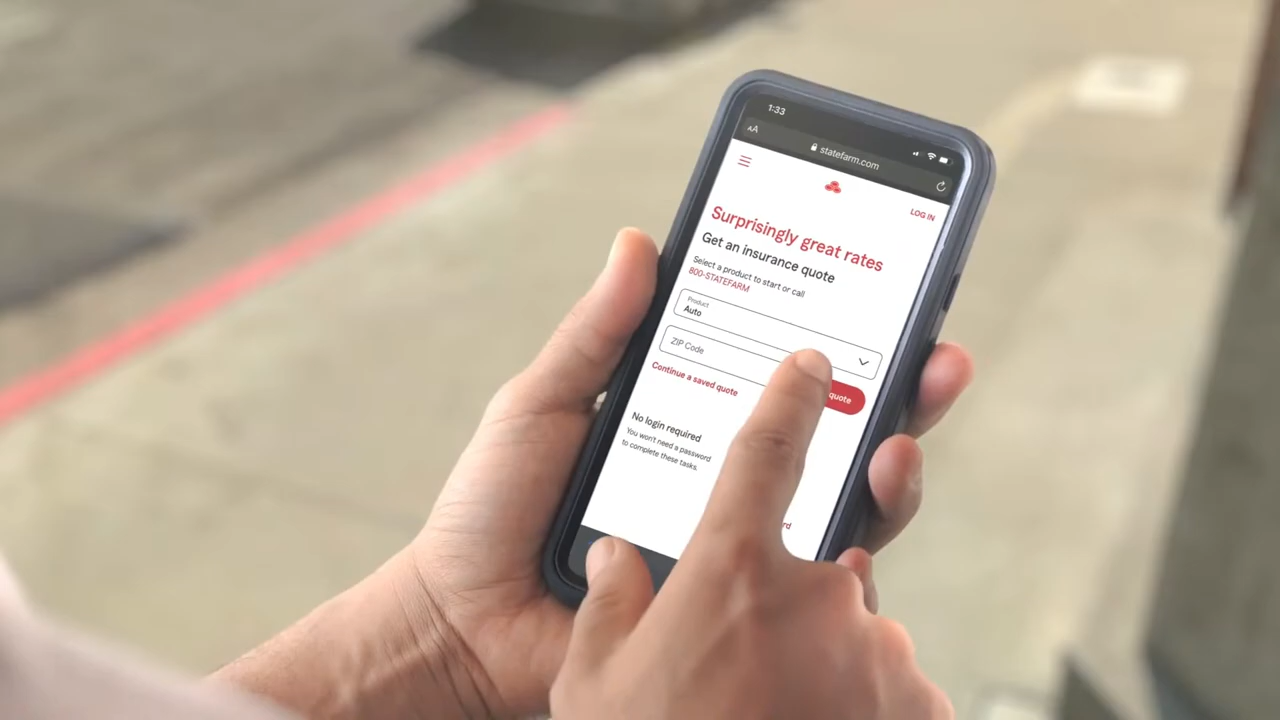 1:33
AA
statefarm.com
LOG IN
Surprisingly great rates
Get an insurance quote
Select a product to start or call
800-STATEFARM
Product
Auto
ZIP Code
quote
Continue a saved quote
No login required
You won't need a password
to complete these tasks.